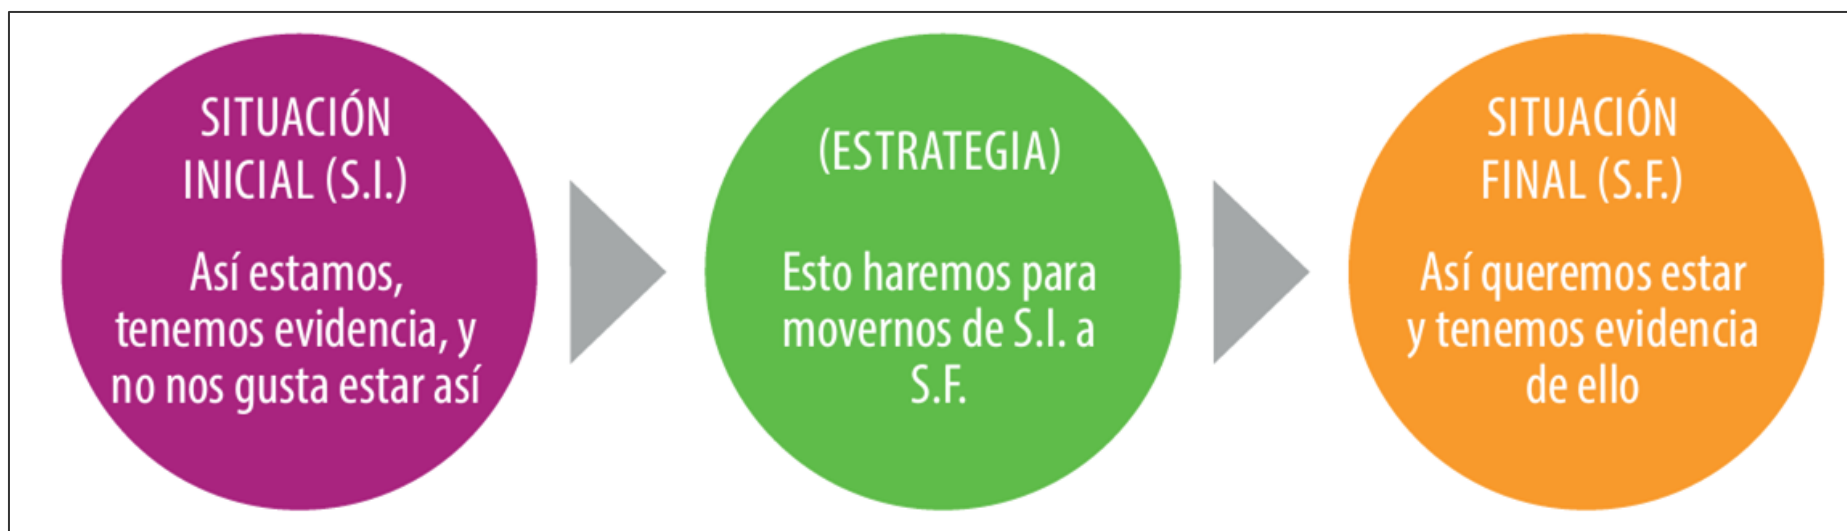 SITUACIÓN
INICIAL (S.I.)
Así estamos,
tenemos evidencia, y
no nos gusta estar así
(ESTRATEGIA)
Esto haremos para
movernos de S.I. a
S.F.
SITUACIÓN
FINAL (S.F.)
Así queremos estar
y tenemos evidencia
de ello